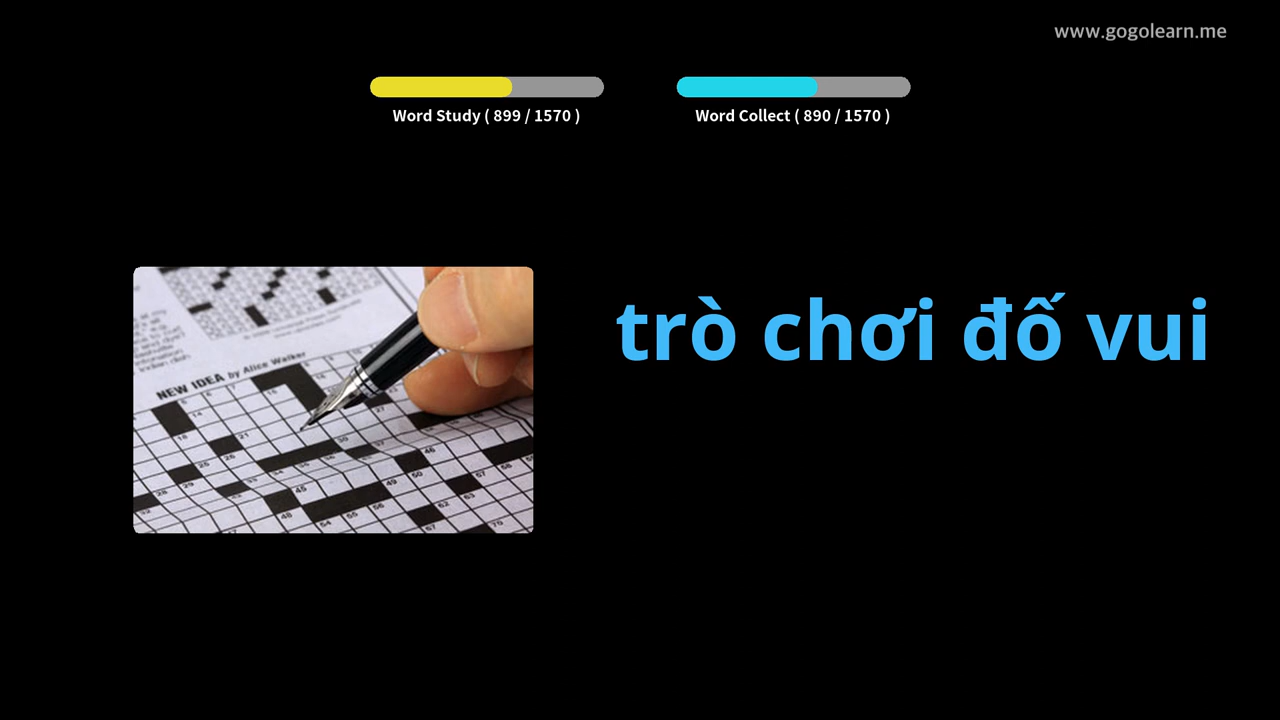 www.gogolearn.me
Word Study ( 899 / 1570 )
Word Collect ( 890 / 1570 )
trò chơi đố vui
NEW IDEA by Alice Walker